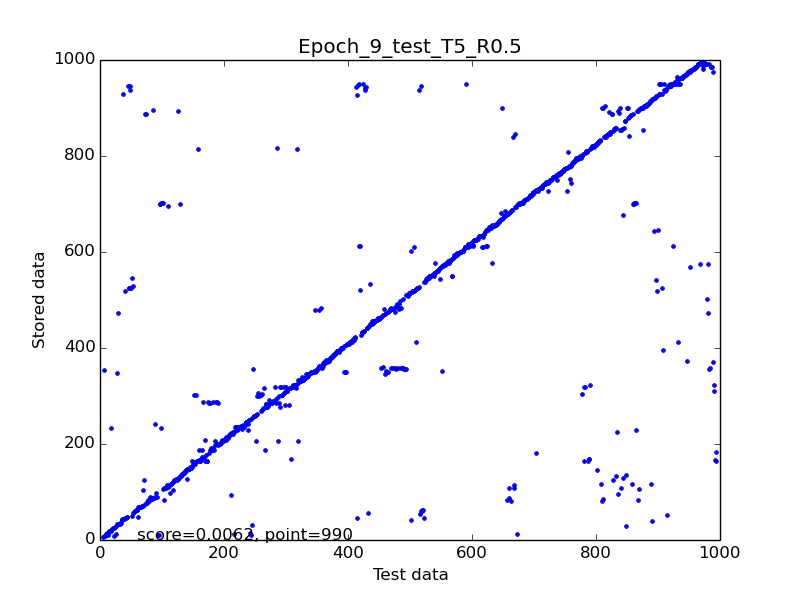 Epoch_9_test_T5_R0.5
1000
800
600
400
200
0
Stored data
score=0.0062, point=990
0 200 400 600 800 1000
Test data